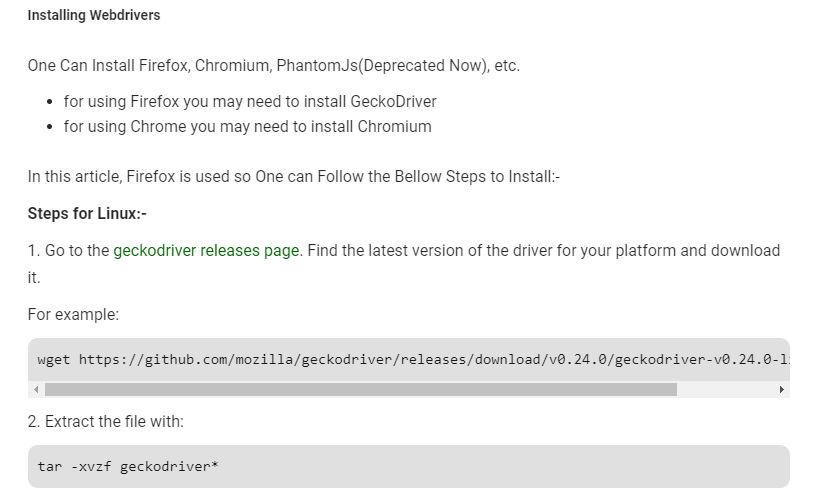 Installing Webdrivers
One Can Install Firefox, Chromium, PhantomJs(Deprecated Now), etc.
for using Firefox you may need to install GeckoDriver
for using Chrome you may need to install Chromium
In this article, Firefox is used so One can Follow the Bellow Steps to Install:-
Steps for Linux:-
1. Go to the geckodriver releases page. Find the latest version of the driver for your platform and download
it.
For example:
wget https://github.com/mozilla/geckodriver/releases/download/v0.24.0/geckodriver-v0.24.0-l
2. Extract the file with:
tar -xvzf geckodriver*